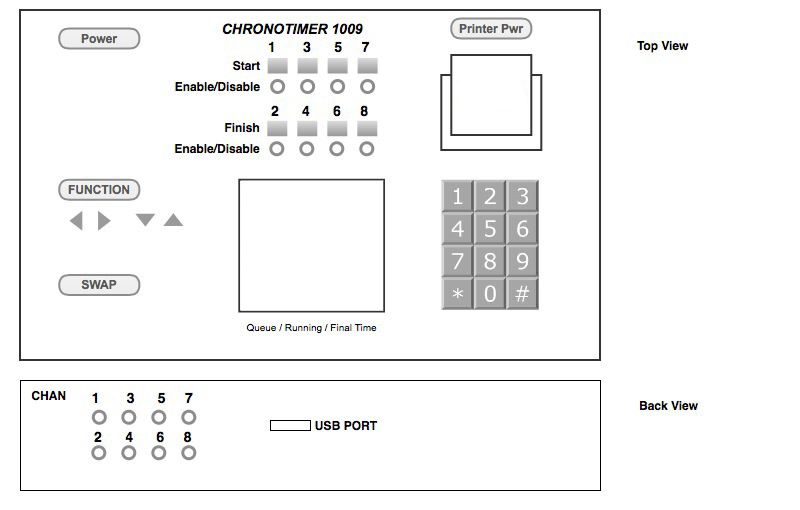 Power
CHRONOTIMER 1009
Printer Pwr
Top View
1 3 5 7
Start
Enable/Disable
2 4 6 8
Finish
Enable/Disable
FUNCTION
SWAP
Queue / Running / Final Time
1 2 3
4 5 6
7 8 9
* 0 #
CHAN 1 3 5 7
2 4 6 8
USB PORT
Back View